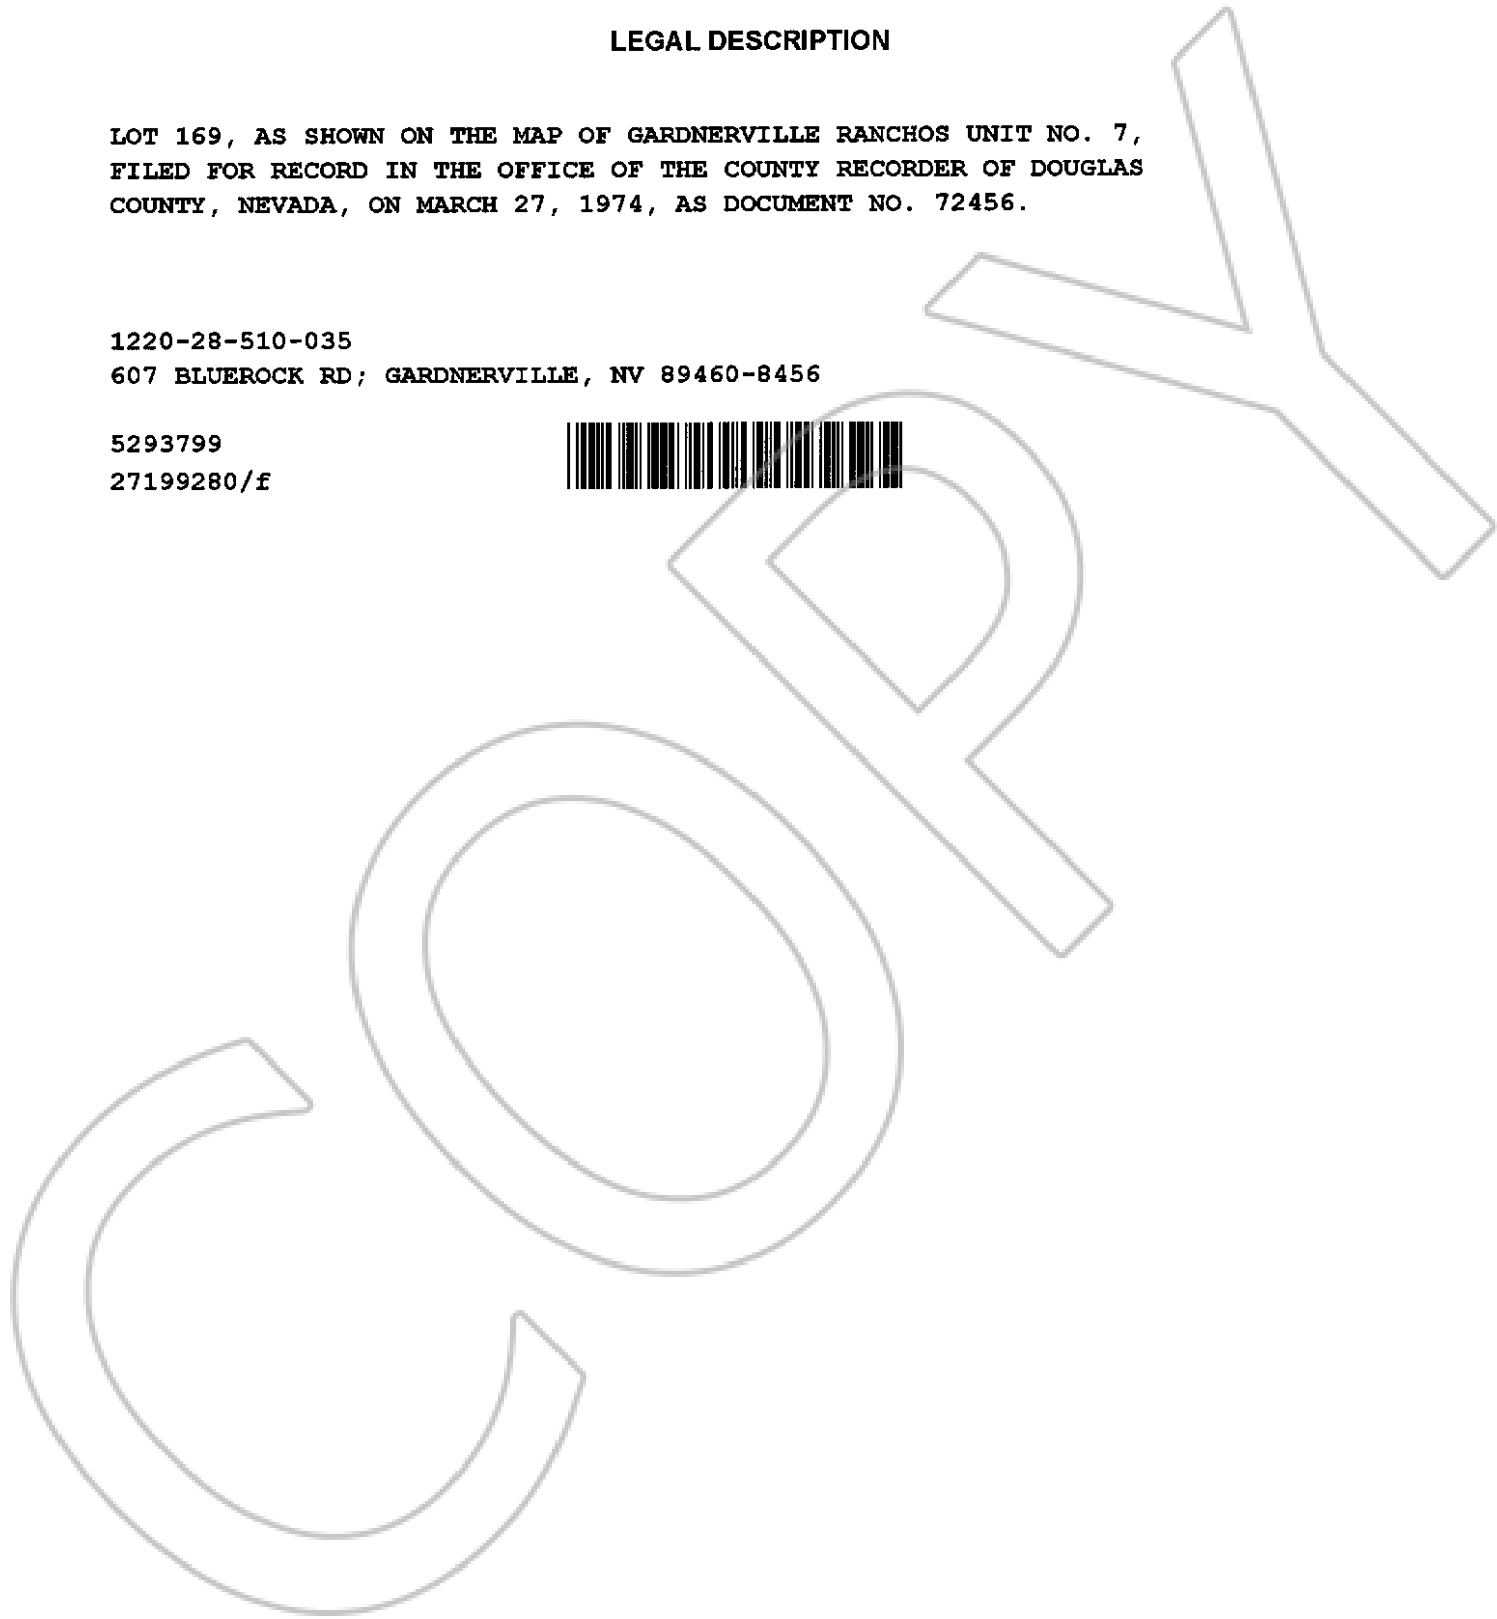 LEGAL DESCRIPTION
LOT 169, AS SHOWN ON THE MAP OF GARDNERVILLE RANCHOS UNIT NO. 7,
FILED FOR RECORD IN THE OFFICE OF THE COUNTY RECORDER OF DOUGLAS
COUNTY, NEVADA, ON MARCH 27, 1974, AS DOCUMENT NO. 72456.
1220-28-510-035
607 BLUEROCK RD; GARDNERVILLE, NV 89460-8456
5293799
27199280/f
COPY